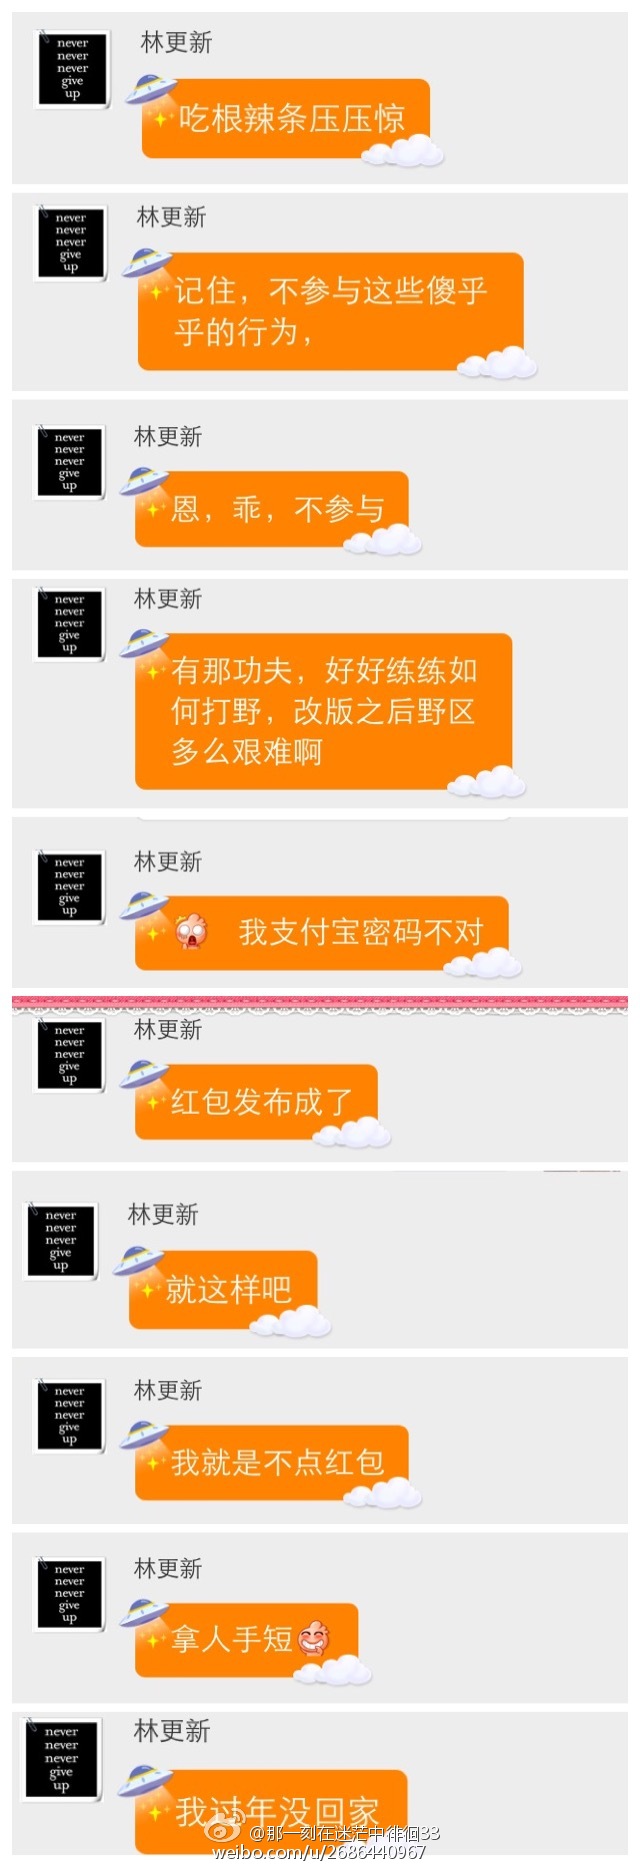 never
never
never
give
up
林更新
吃根辣条压压惊
never
never
never
give
up
林更新
记住，不参与这些傻乎
乎的行为，
never
never
never
give
up
林更新
恩，乖，不参与
never
never
never
give
up
林更新
有那功夫，好好练练如
何打野，改版之后野区
多么艰难啊
never
never
never
give
up
林更新
我支付宝密码不对
never
never
never
give
up
林更新
红包发布成了
never
never
never
give
up
林更新
就这样吧
never
never
never
give
up
林更新
我就是不点红包
never
never
never
give
up
林更新
拿人手短
never
never
never
give
up
林更新
我过年没回家
@那一刻在迷茫中徘徊33
weibo.com/u/2686440967